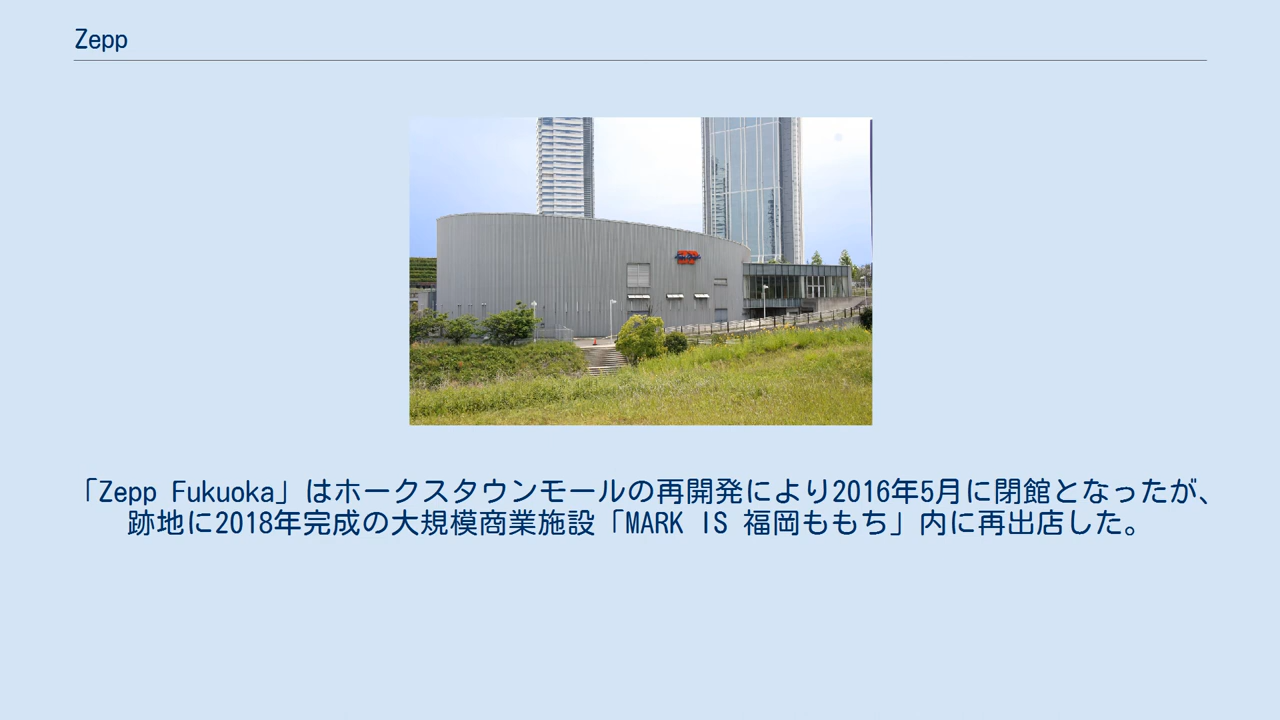 Zepp
「Zepp Fukuoka」はホークスタウンモールの再開発により2016年5月に閉館となったが、
跡地に2018年完成の大規模商業施設「MARK IS 福岡ももち」内に再出店した。